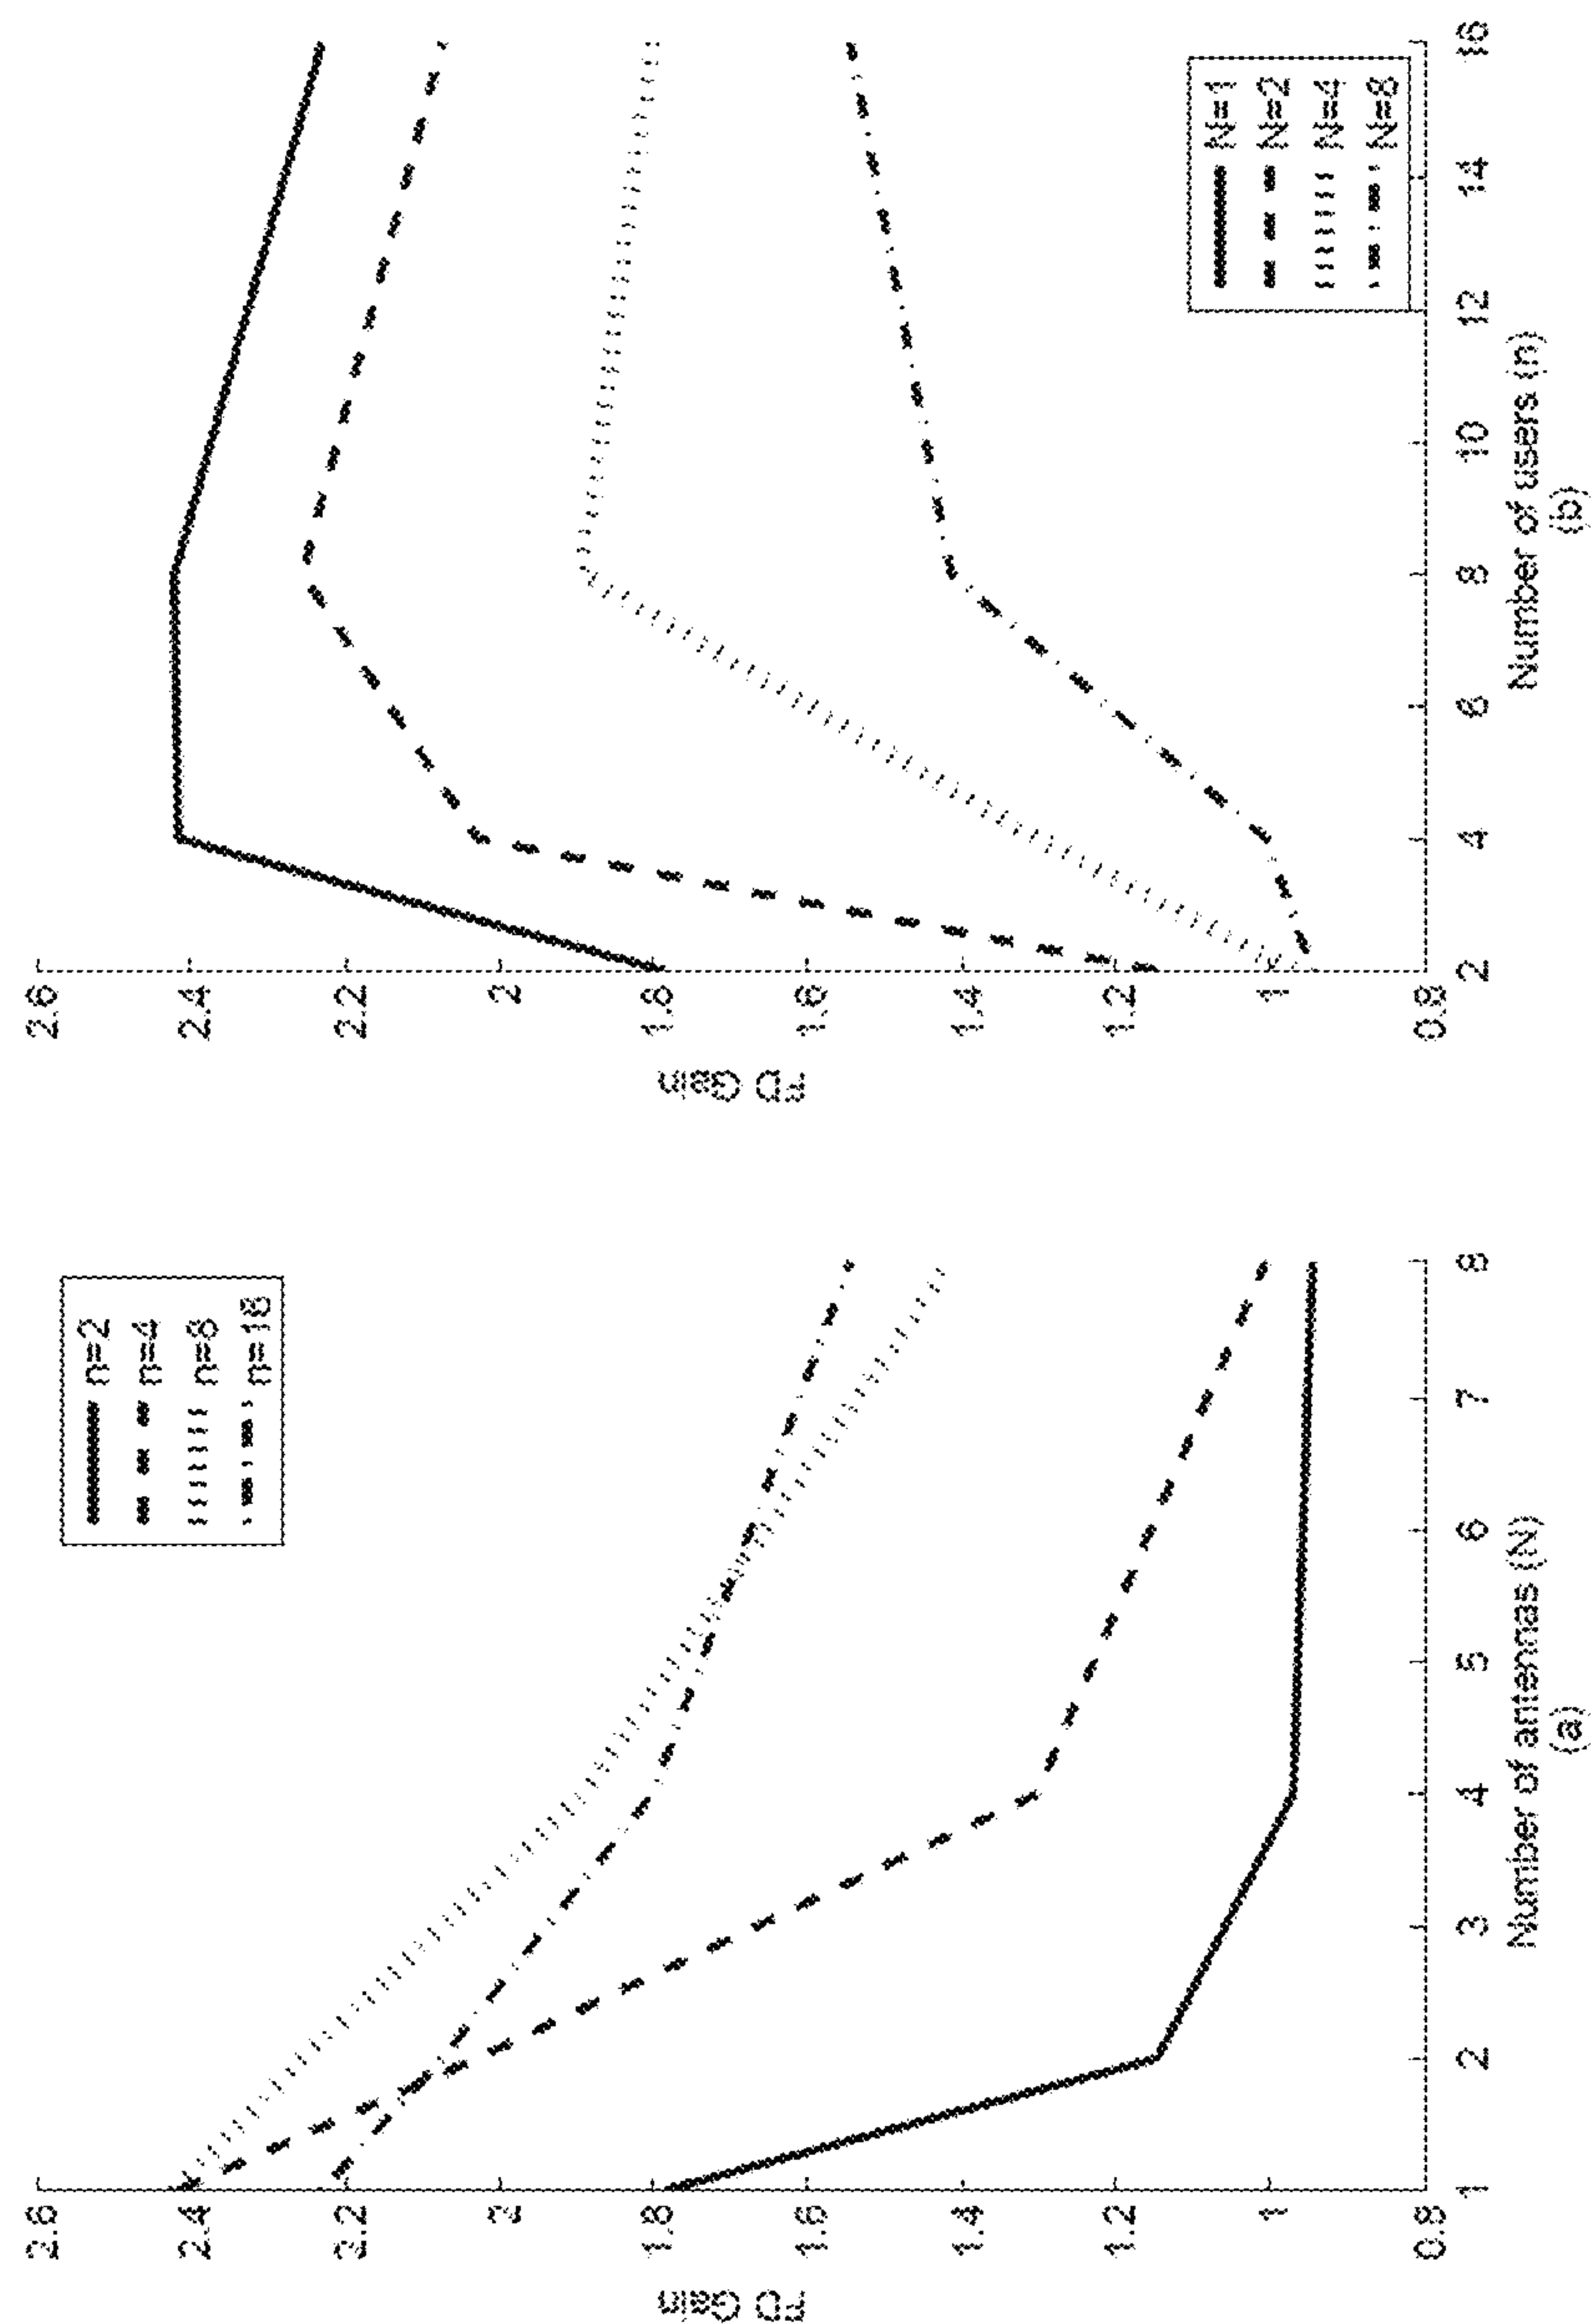 FD Gain
2.6
2.4
2.2
2
1.8
1.6
1.4
1.2
1
0.8
1
2
3
4
5
6
7
8
Number of antennas (N)
(a)
n=2
n=4
n=8
n=16
FD Gain
2.6
2.4
2.2
2
1.8
1.6
1.4
1.2
1
0.8
2
4
6
8
10
12
14
16
Number of users (n)
(b)
N=1
N=2
N=4
N=8